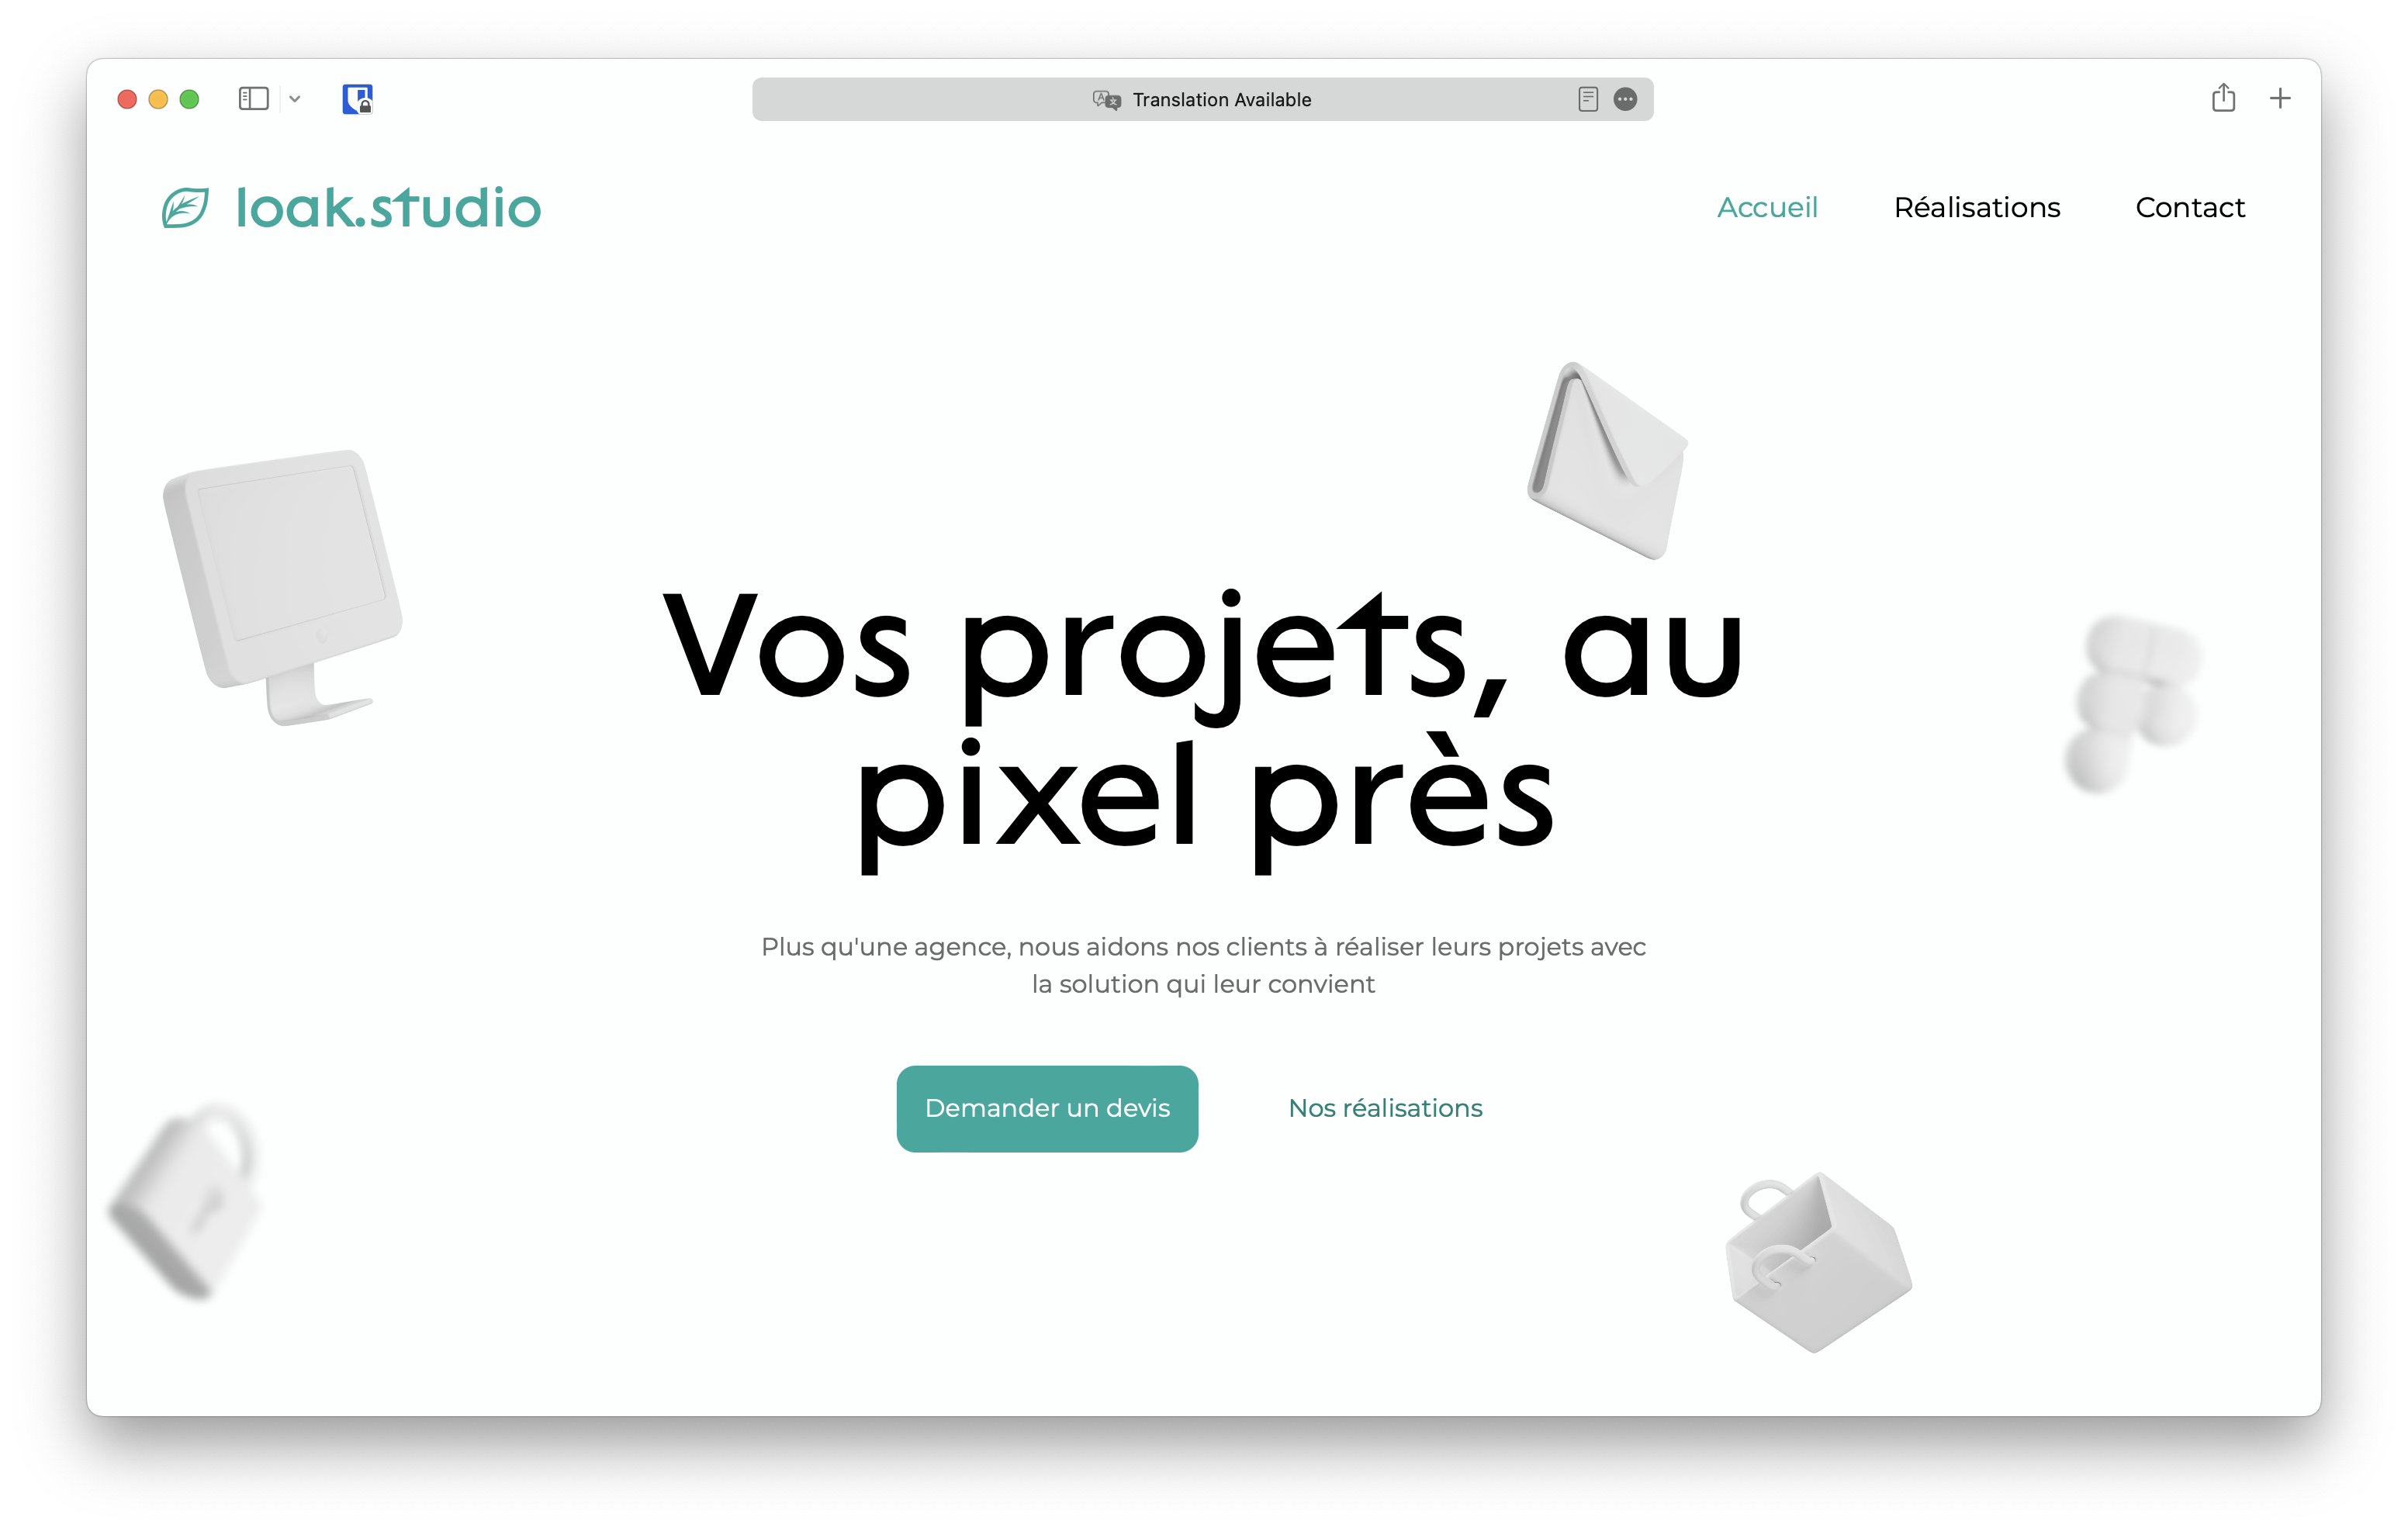 Translation Available
loak.studio
Accueil Réalisations Contact
Vos projets, au
pixel près
Plus qu'une agence, nous aidons nos clients à réaliser leurs projets avec
la solution qui leur convient
Demander un devis Nos réalisations